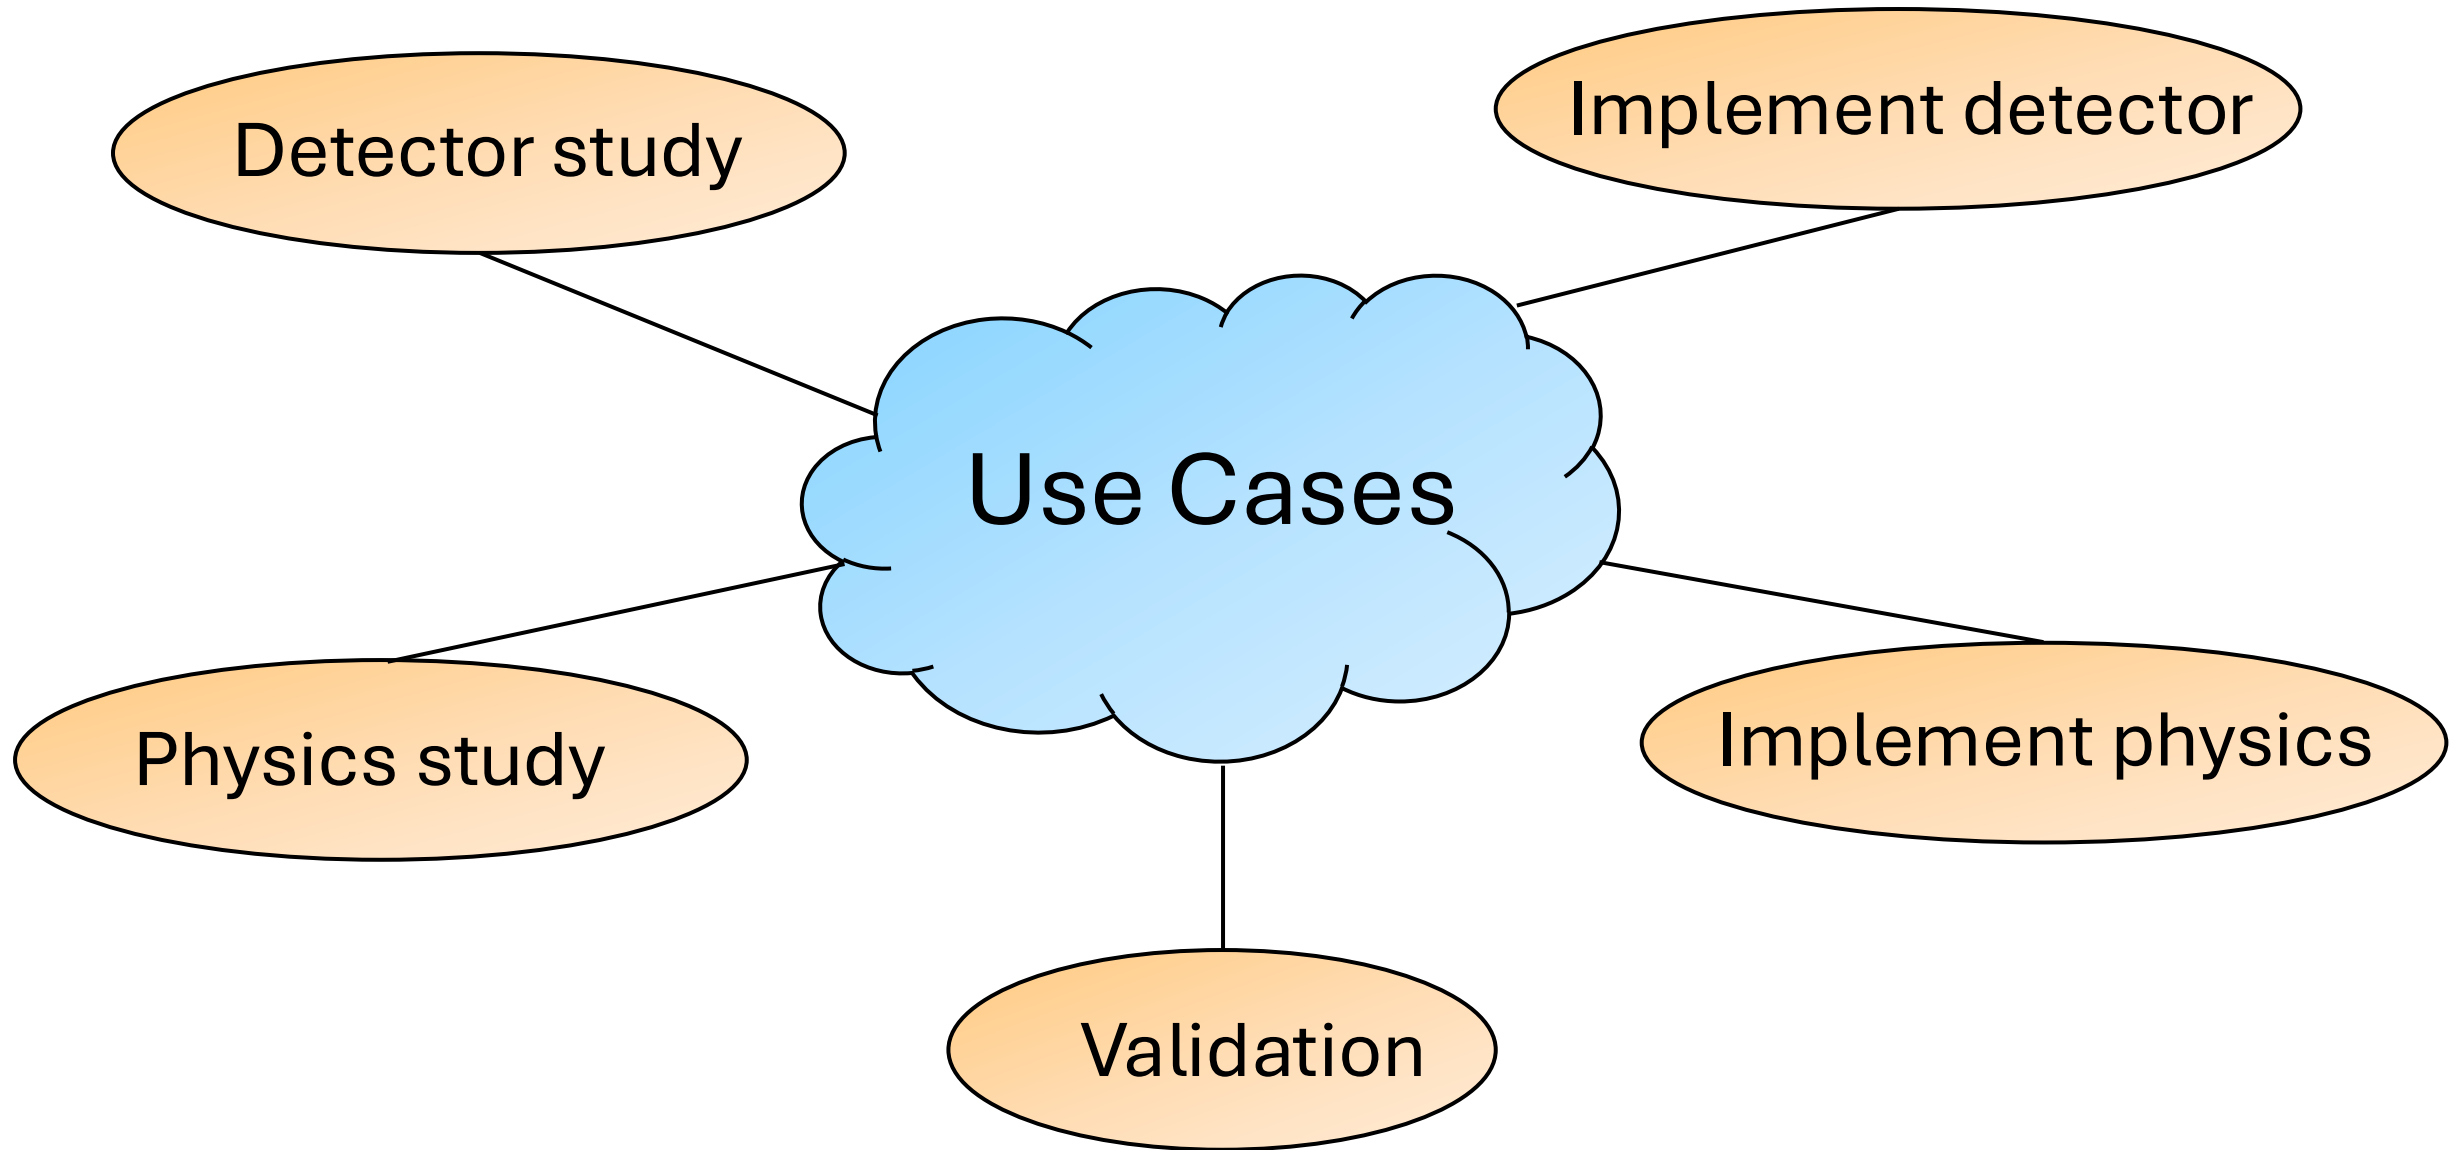 Detector study
Implement detector
Use Cases
Physics study
Implement physics
Validation